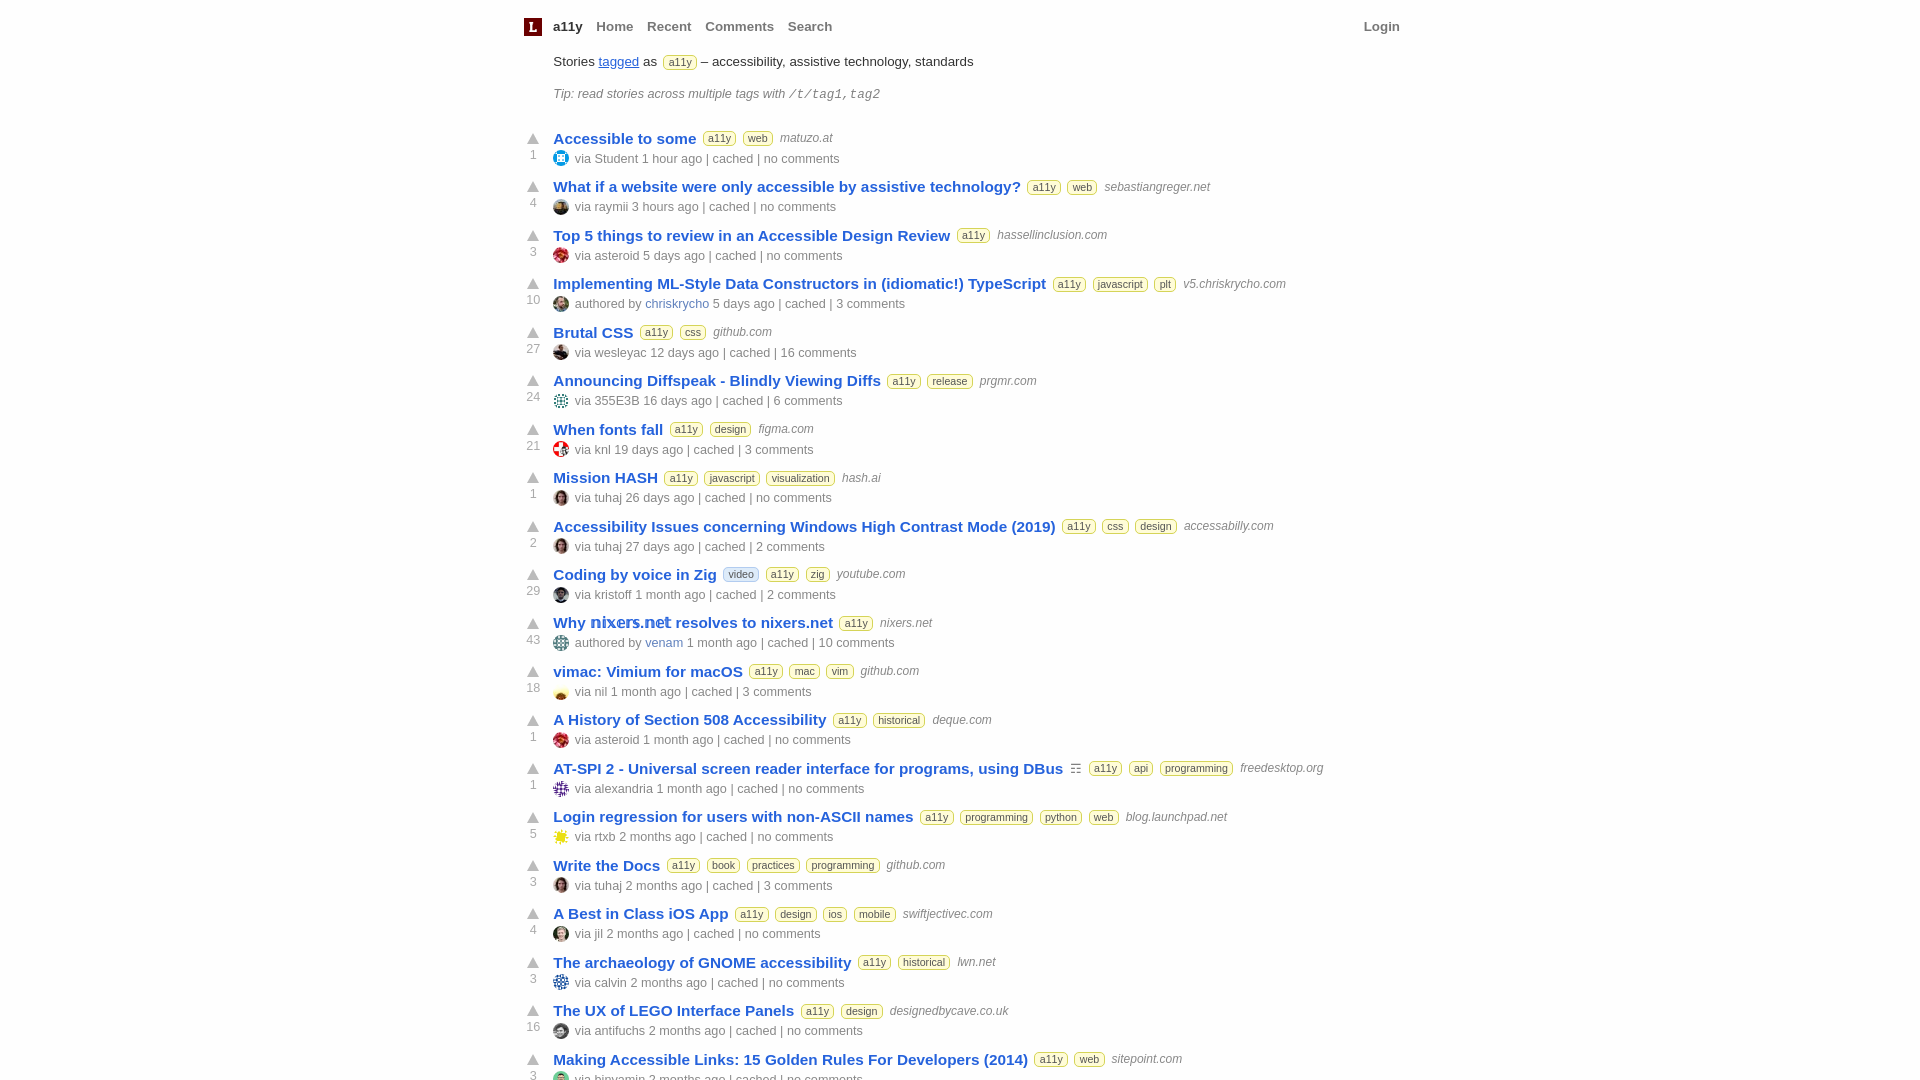 L a11y Home Recent Comments Search Login
Stories tagged as a11y – accessibility, assistive technology, standards
Tip: read stories across multiple tags with /t/tag1,tag2
Accessible to some a11y web matuzo.at
1 via Student 1 hour ago | cached | no comments
What if a website were only accessible by assistive technology? a11y web sebastiangreger.net
4 via raymii 3 hours ago | cached | no comments
Top 5 things to review in an Accessible Design Review a11y hassellinclusion.com
3 via asteroid 5 days ago | cached | no comments
Implementing ML-Style Data Constructors in (idiomatic!) TypeScript a11y javascript plt v5.chriskrycho.com
10 authored by chriskrycho 5 days ago | cached | 3 comments
Brutal CSS a11y css github.com
27 via wesleyac 12 days ago | cached | 16 comments
Announcing Diffspeak - Blindly Viewing Diffs a11y release prgmr.com
24 via 355E3B 16 days ago | cached | 6 comments
When fonts fall a11y design figma.com
21 via knl 19 days ago | cached | 3 comments
Mission HASH a11y javascript visualization hash.ai
1 via tuhaj 26 days ago | cached | no comments
Accessibility Issues concerning Windows High Contrast Mode (2019) a11y css design accessabilly.com
2 via tuhaj 27 days ago | cached | 2 comments
Coding by voice in Zig video a11y zig youtube.com
29 via kristoff 1 month ago | cached | 2 comments
Why 𝕟𝕚𝕩𝕖𝕣𝕤.𝕟𝕖𝕥 resolves to nixers.net a11y nixers.net
43 authored by venam 1 month ago | cached | 10 comments
vimac: Vimium for macOS a11y mac vim github.com
18 via nil 1 month ago | cached | 3 comments
A History of Section 508 Accessibility a11y historical deque.com
1 via asteroid 1 month ago | cached | no comments
AT-SPI 2 - Universal screen reader interface for programs, using DBus ☶ a11y api programming freedesktop.org
1 via alexandria 1 month ago | cached | no comments
Login regression for users with non-ASCII names a11y programming python web blog.launchpad.net
5 via rtxb 2 months ago | cached | no comments
Write the Docs a11y book practices programming github.com
3 via tuhaj 2 months ago | cached | 3 comments
A Best in Class iOS App a11y design ios mobile swiftjectivec.com
4 via jil 2 months ago | cached | no comments
The archaeology of GNOME accessibility a11y historical lwn.net
3 via calvin 2 months ago | cached | no comments
The UX of LEGO Interface Panels a11y design designedbycave.co.uk
16 via antifuchs 2 months ago | cached | no comments
Making Accessible Links: 15 Golden Rules For Developers (2014) a11y web sitepoint.com
3 via binyamin 2 months ago | cached | no comments